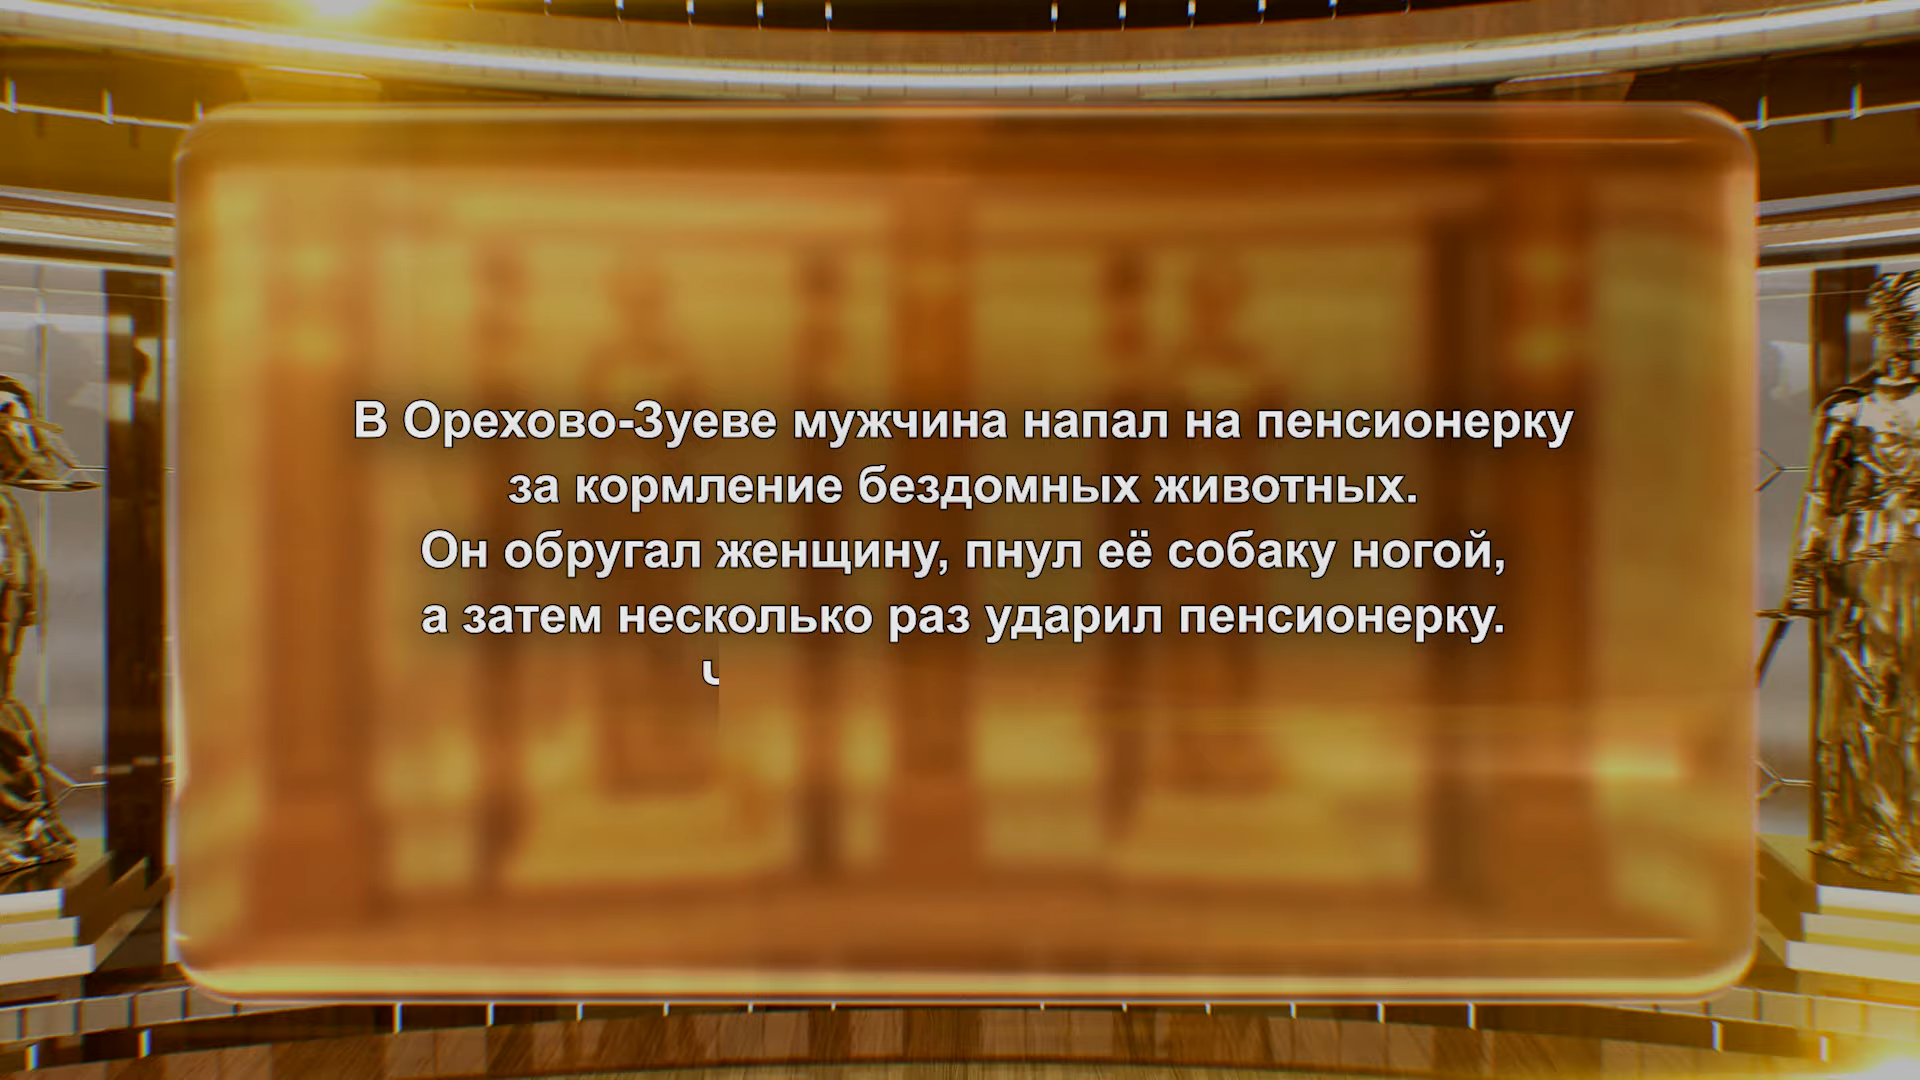 В Орехово-Зуеве мужчина напал на пенсионерку
за кормление бездомных животных.
Он обругал женщину, пнул её собаку ногой,
а затем несколько раз ударил пенсионерку.